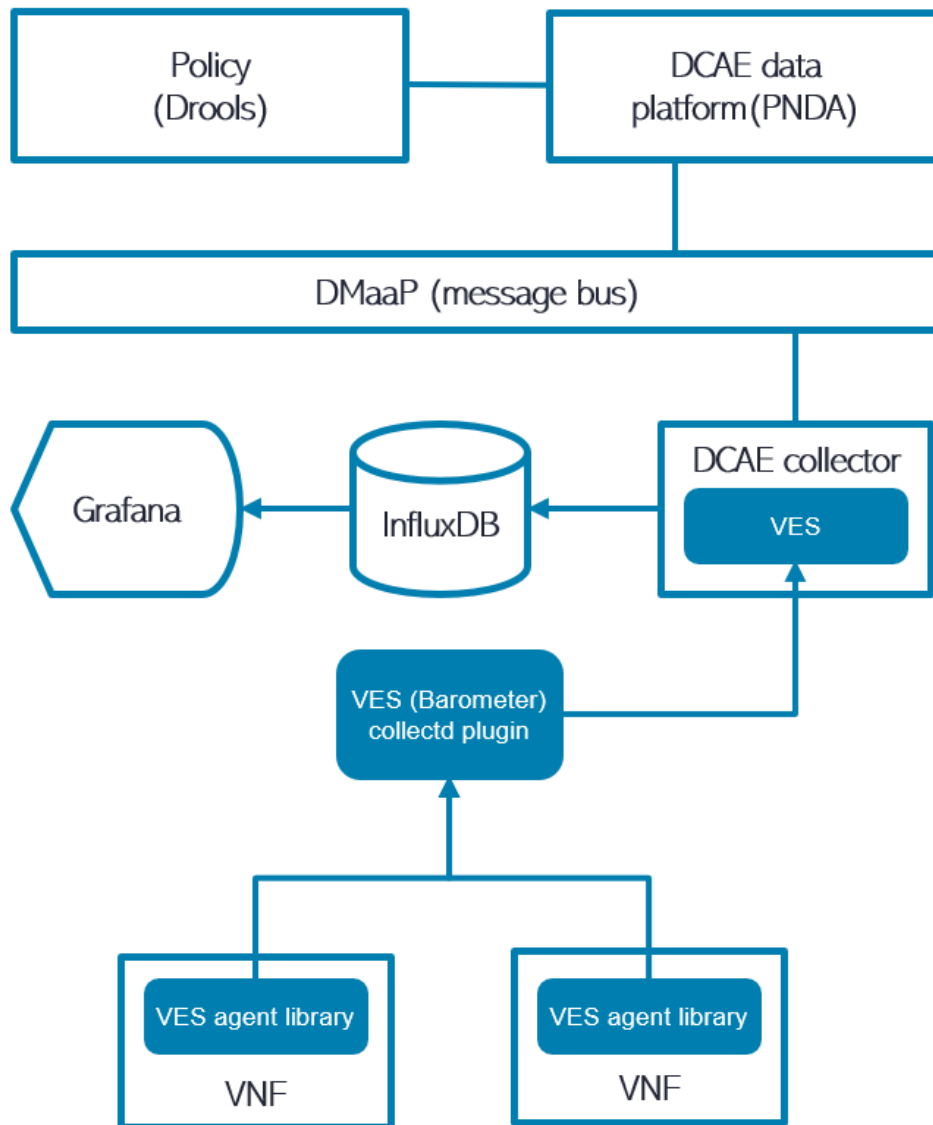 Policy
(Drools)
DCAE data
platform (PNDA)
DMaaP (message bus)
Grafana
InfluxDB
DCAE collector
VES
VES (Barometer)
collectd plugin
VES agent library
VNF
VES agent library
VNF